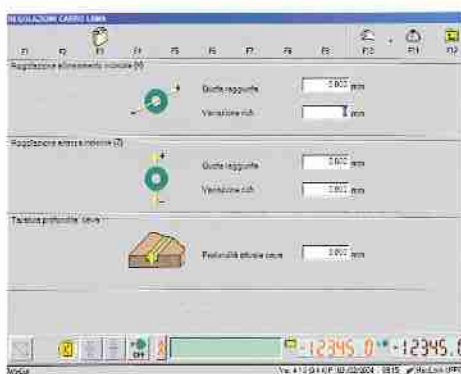 REGOLAZIONI CARRO LAMA
F1 F2 F3 F4 F5 F6 F7 F8 F9 F10 F11 F12
Regolazione allineamento incisore (Y)
Quota raggiunta 0.000 mm
Variazione rich. mm
Regolazione altezza incisore (Z)
Quota raggiunta 0.000 mm
Variazione rich. 0.000 mm
Taratura profondità cava
Profondità attuale cava 0.000 mm
OFF
-12345.0 -12345.